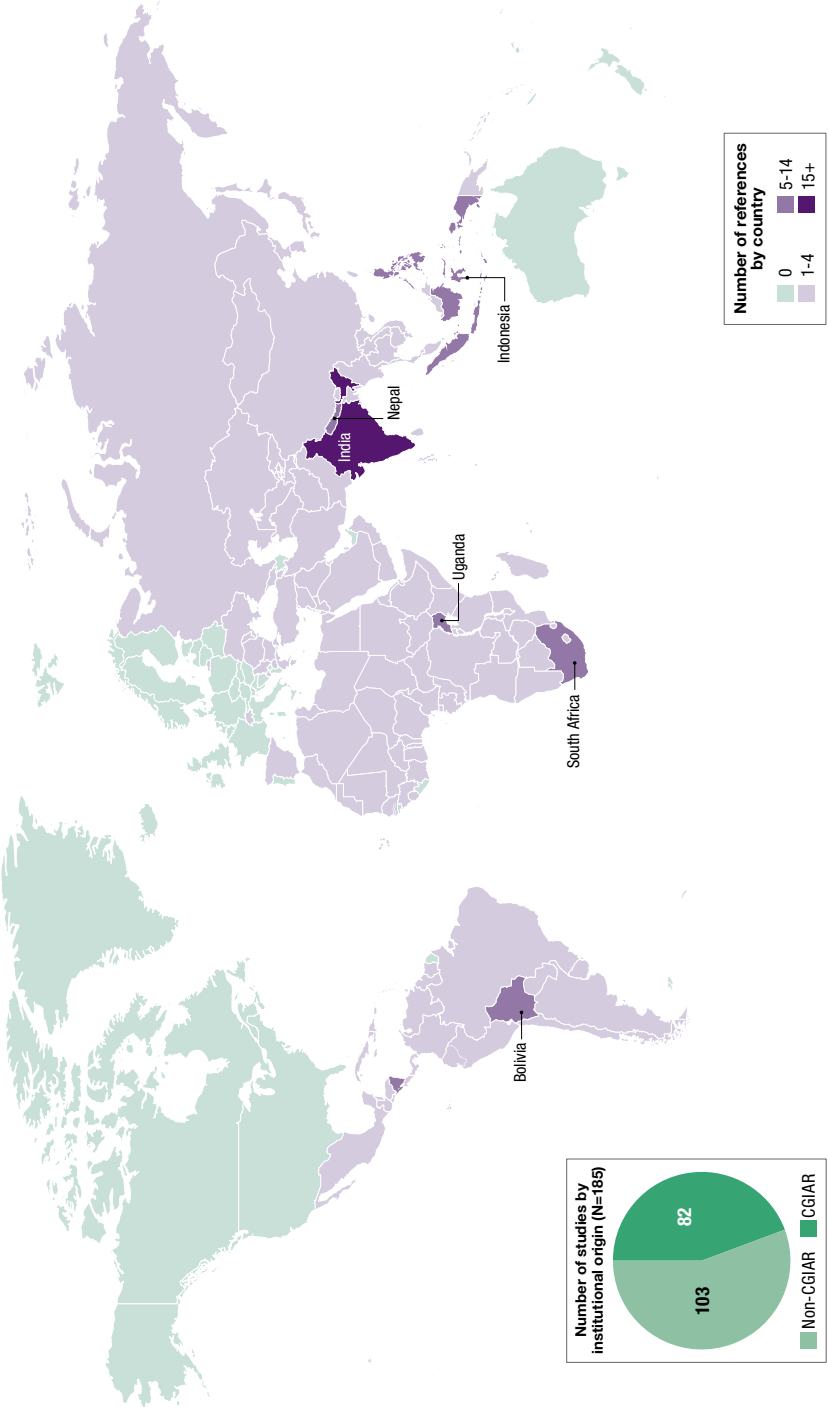 India
Nepal
Indonesia
Uganda
South Africa
Bolivia
Number of references
by country
0
5-14
1-4
15+
Number of studies by
institutional origin (N=185)
103
82
Non-CGIAR
CGIAR